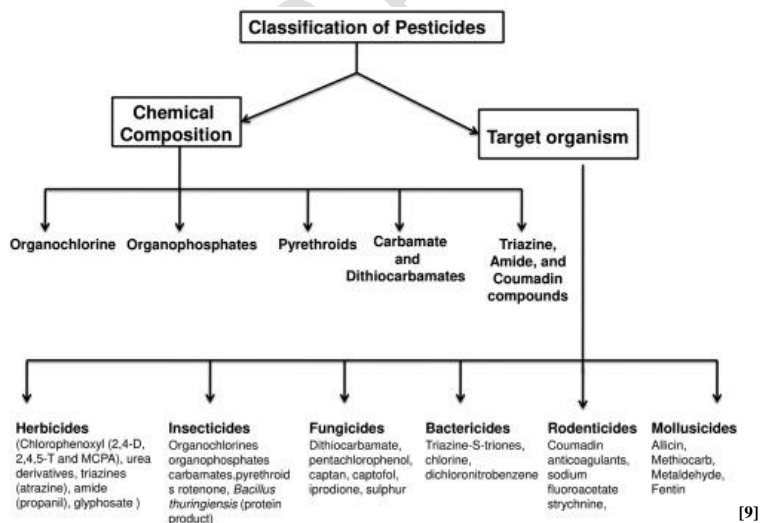 Classification of Pesticides
Chemical
Composition
Target organism
Organochlorine
Organophosphates
Pyrethroids
Carbamate
and
Dithiocarbamates
Triazine,
Amide, and
Coumadin
compounds
Herbicides
(Chlorophenoxyl (2,4-D,
2,4,5-T and MCPA), urea
derivatives, triazines
(atrazine), amide
(propanil), glyphosate )
Insecticides
Organochlorines
organophosphates
carbamates,pyrethroid
s rotenone, Bacillus
thuringiensis (protein
product)
Fungicides
Dithiocarbamate,
pentachlorophenol,
captan, captofol,
iprodione, sulphur
Bactericides
Triazine-S-triones,
chlorine,
dichloronitrobenzene
Rodenticides
Coumadin
anticoagulants,
sodium
fluoroacetate
strychnine,
Mollusicides
Allicin,
Methiocarb,
Metaldehyde,
Fentin
[9]